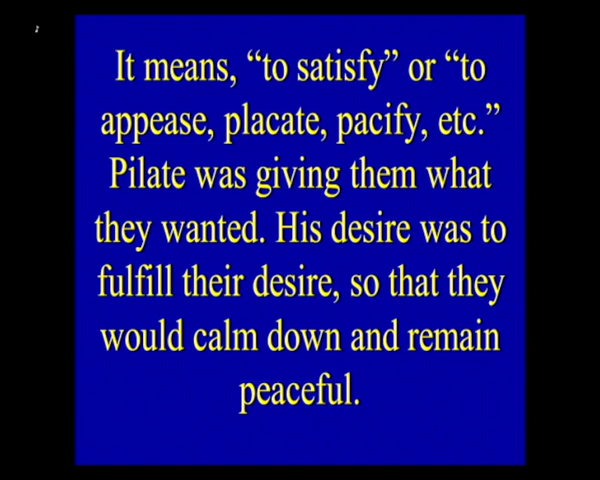 It means, “to satisfy” or “to
appease, placate, pacify, etc.”
Pilate was giving them what
they wanted. His desire was to
fulfill their desire, so that they
would calm down and remain
peaceful.